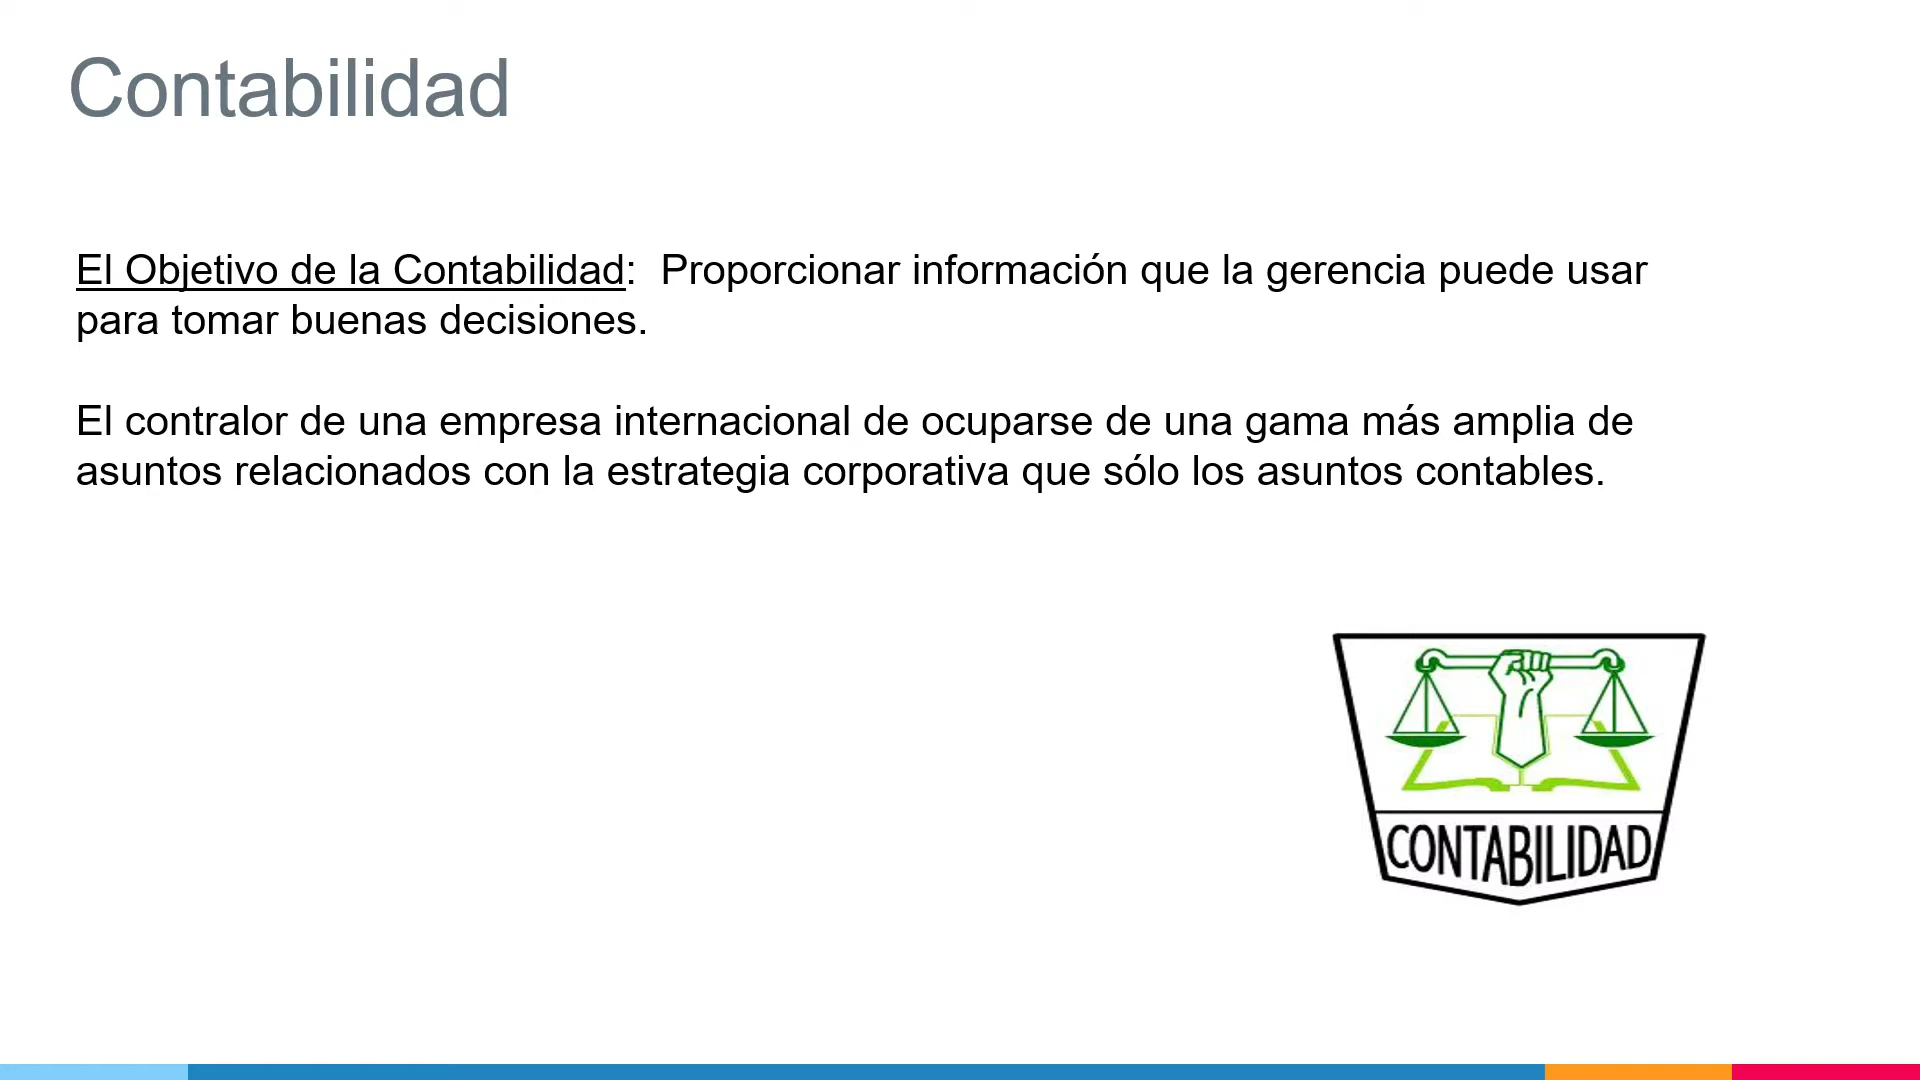 Contabilidad
El Objetivo de la Contabilidad:  Proporcionar información que la gerencia puede usar
para tomar buenas decisiones.
El contralor de una empresa internacional de ocuparse de una gama más amplia de
asuntos relacionados con la estrategia corporativa que sólo los asuntos contables.
CONTABILIDAD